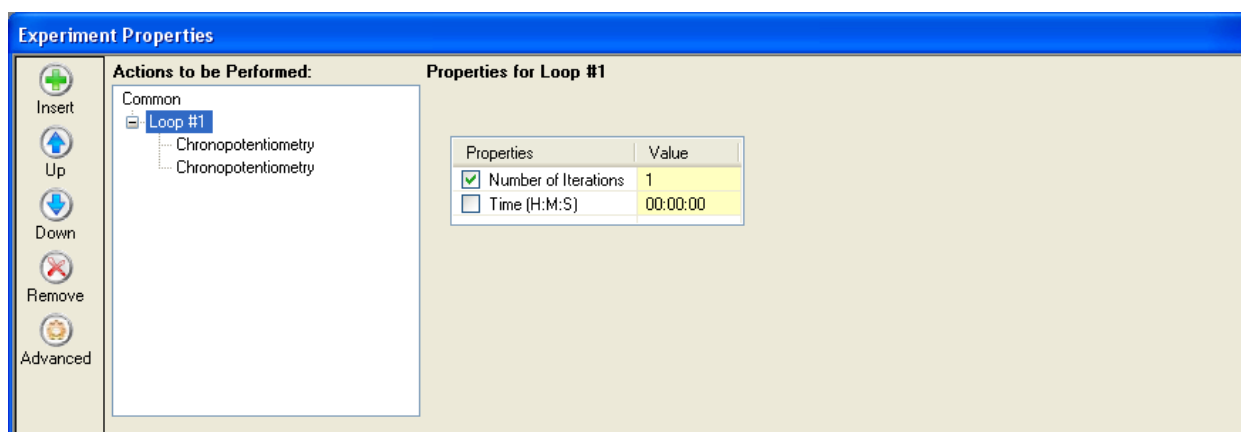 Experiment Properties
Insert
Up
Down
Remove
Advanced
Actions to be Performed:
Common
Loop #1
Chronopotentiometry
Chronopotentiometry
Properties for Loop #1
Properties Value
Number of Iterations 1
Time (H:M:S) 00:00:00